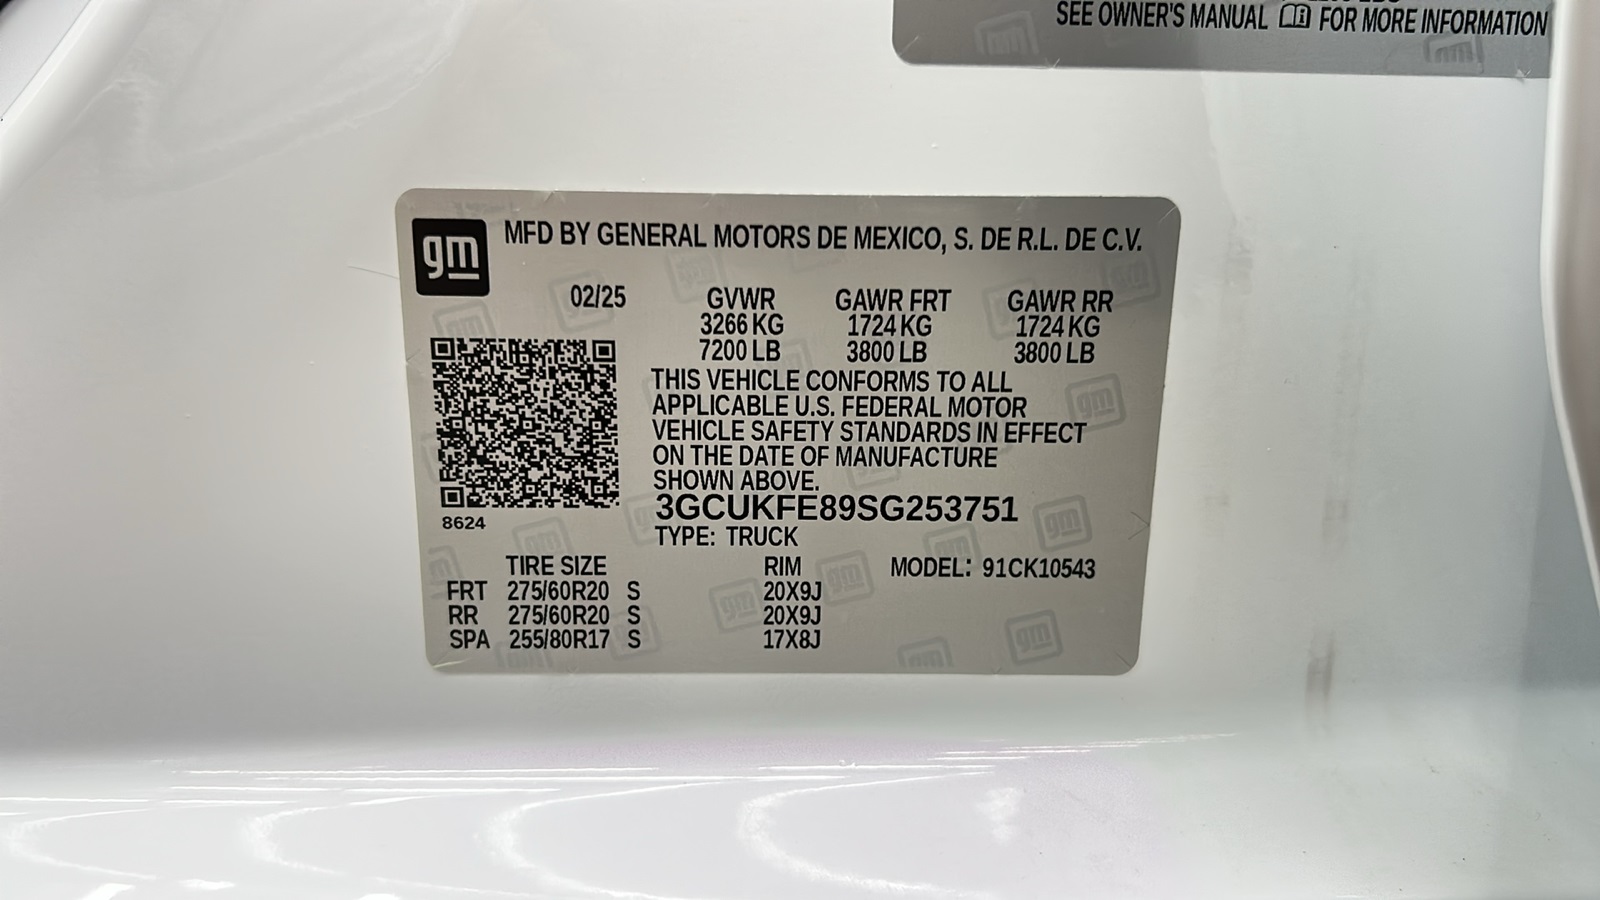 SEE OWNER'S MANUAL FOR MORE INFORMATION
gm
MFD BY GENERAL MOTORS DE MEXICO, S. DE R.L. DE C.V.
02/25 GVWR GAWR FRT GAWR RR
3266 KG 1724 KG 1724 KG
7200 LB 3800 LB 3800 LB
THIS VEHICLE CONFORMS TO ALL
APPLICABLE U.S. FEDERAL MOTOR
VEHICLE SAFETY STANDARDS IN EFFECT
ON THE DATE OF MANUFACTURE
SHOWN ABOVE.
3GCUKFE89SG253751
8624
TYPE: TRUCK
TIRE SIZE RIM MODEL: 91CK10543
FRT 275/60R20 S 20X9J
RR 275/60R20 S 20X9J
SPA 255/80R17 S 17X8J